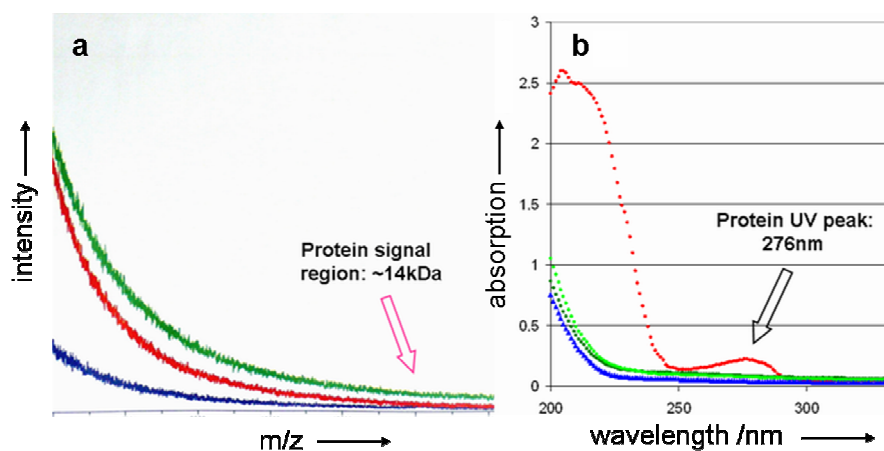 a
intensity
Protein signal
region: ~14kDa
m/z
b
absorption
3
2.5
2
1.5
1
0.5
0
Protein UV peak:
276nm
200
250
300
wavelength /nm